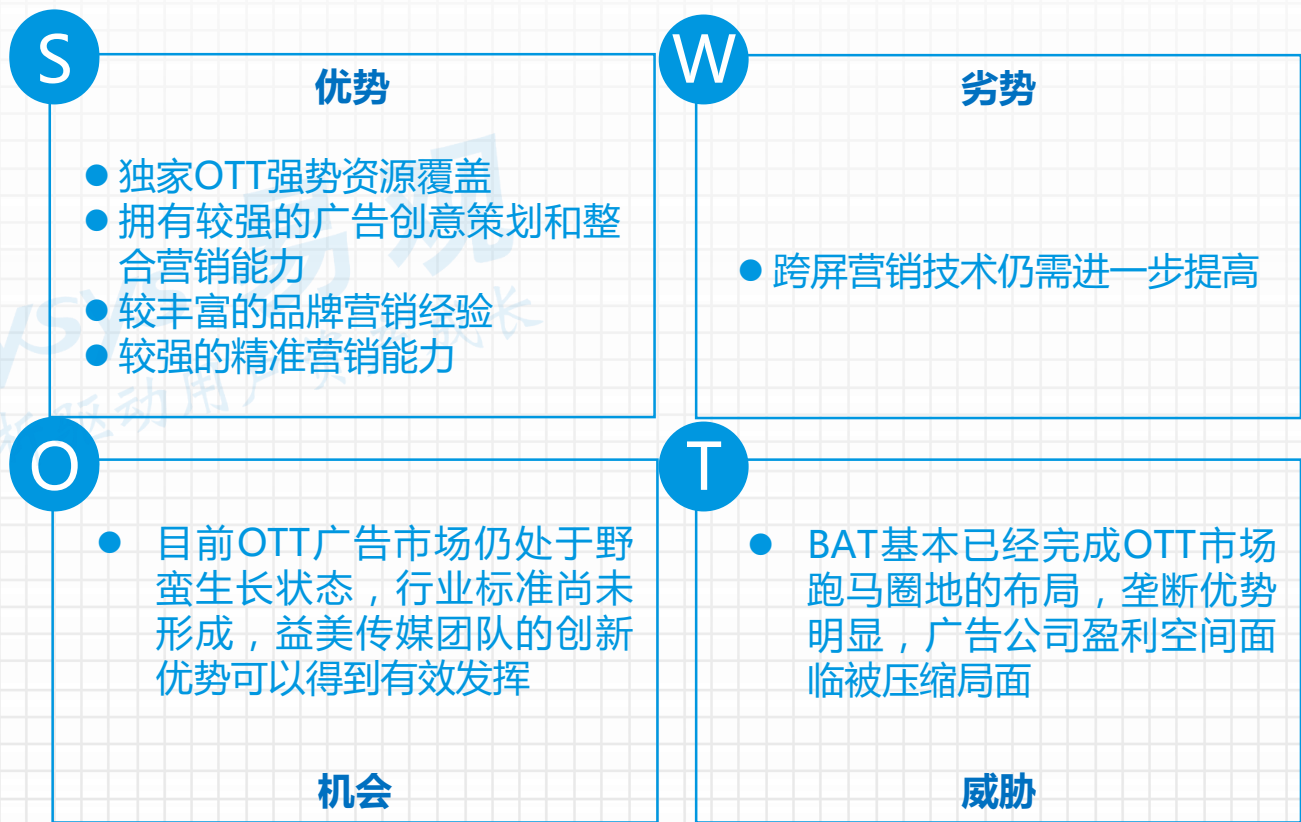 S
优势
● 独家OTT强势资源覆盖
● 拥有较强的广告创意策划和整
合营销能力
● 较丰富的品牌营销经验
● 较强的精准营销能力
W
劣势
● 跨屏营销技术仍需进一步提高
O
● 目前OTT广告市场仍处于野
蛮生长状态，行业标准尚未
形成，益美传媒团队的创新
优势可以得到有效发挥
机会
T
● BAT基本已经完成OTT市场
跑马圈地的布局，垄断优势
明显，广告公司盈利空间面
临被压缩局面
威胁
易观